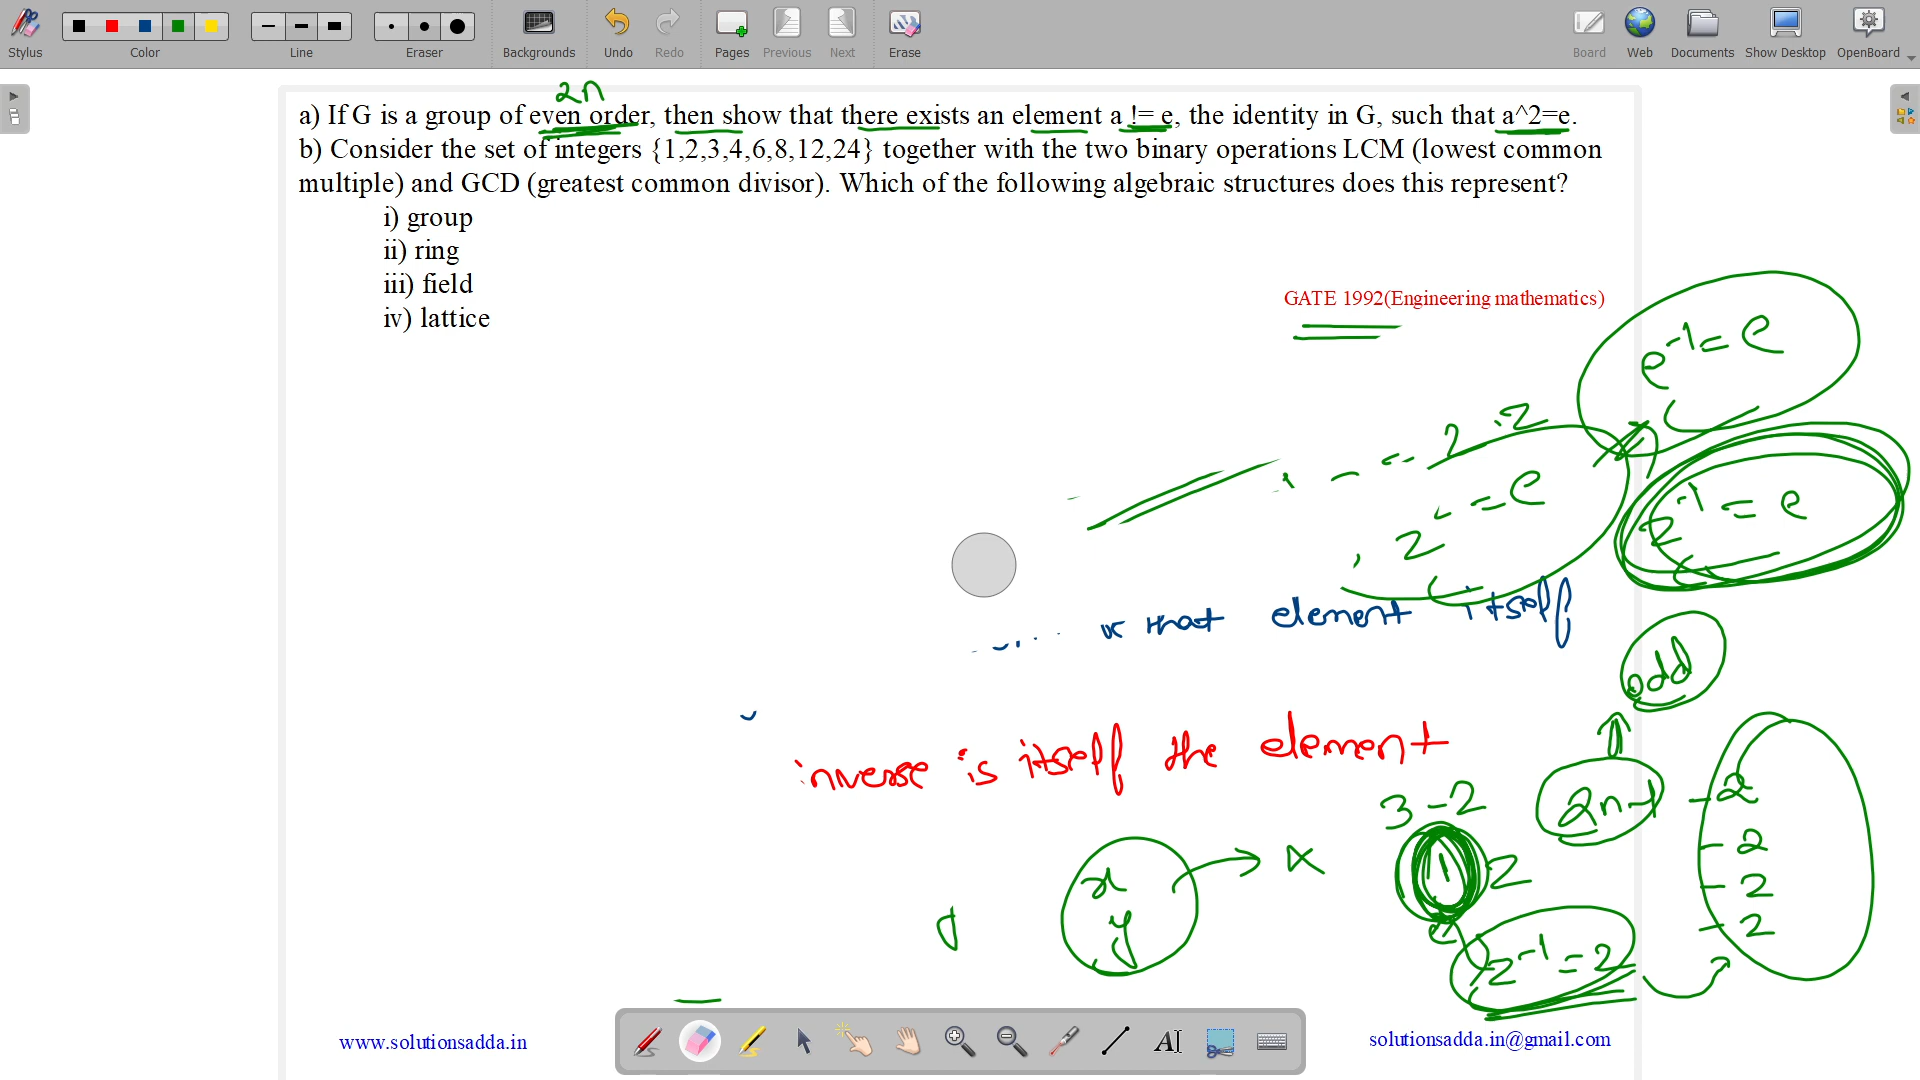 Stylus
Color
Line
Eraser
Backgrounds
Undo
Redo
Pages
Previous
Next
Erase
Board
Web
Documents
Show Desktop
OpenBoard
2n
a) If G is a group of even order, then show that there exists an element a != e, the identity in G, such that a^2=e.
b) Consider the set of integers {1,2,3,4,6,8,12,24} together with the two binary operations LCM (lowest common
multiple) and GCD (greatest common divisor). Which of the following algebraic structures does this represent?
i) group
ii) ring
iii) field
iv) lattice
GATE 1992(Engineering mathematics)
e⁻¹ = e
that element itself
odd
inverse is itself the element
3-2
2n-1
-2
-2
-2
-2
x
y
1
2
2⁻¹=2
www.solutionsadda.in
solutionsadda.in@gmail.com